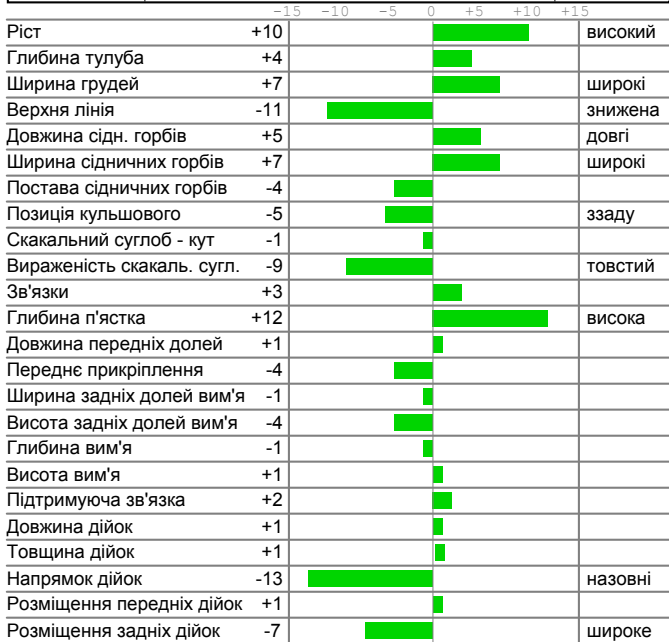 -15 -10 -5 0 +5 +10 +15
Ріст +10 високий
Глибина тулуба +4
Ширина грудей +7 широкі
Верхня лінія -11 знижена
Довжина сідн. горбів +5 довгі
Ширина сідничних горбів +7 широкі
Постава сідничних горбів -4
Позиція кульшового -5 ззаду
Скакальний суглоб - кут -1
Вираженість скакаль. сугл. -9 товстий
Зв'язки +3
Глибина п'ястка +12 висока
Довжина передніх долей +1
Переднє прикріплення -4
Ширина задніх долей вим'я -1
Висота задніх долей вим'я -4
Глибина вим'я -1
Висота вим'я +1
Підтримуюча зв'язка +2
Довжина дійок +1
Товщина дійок +1
Напрямок дійок -13 назовні
Розміщення передніх дійок +1
Розміщення задніх дійок -7 широке